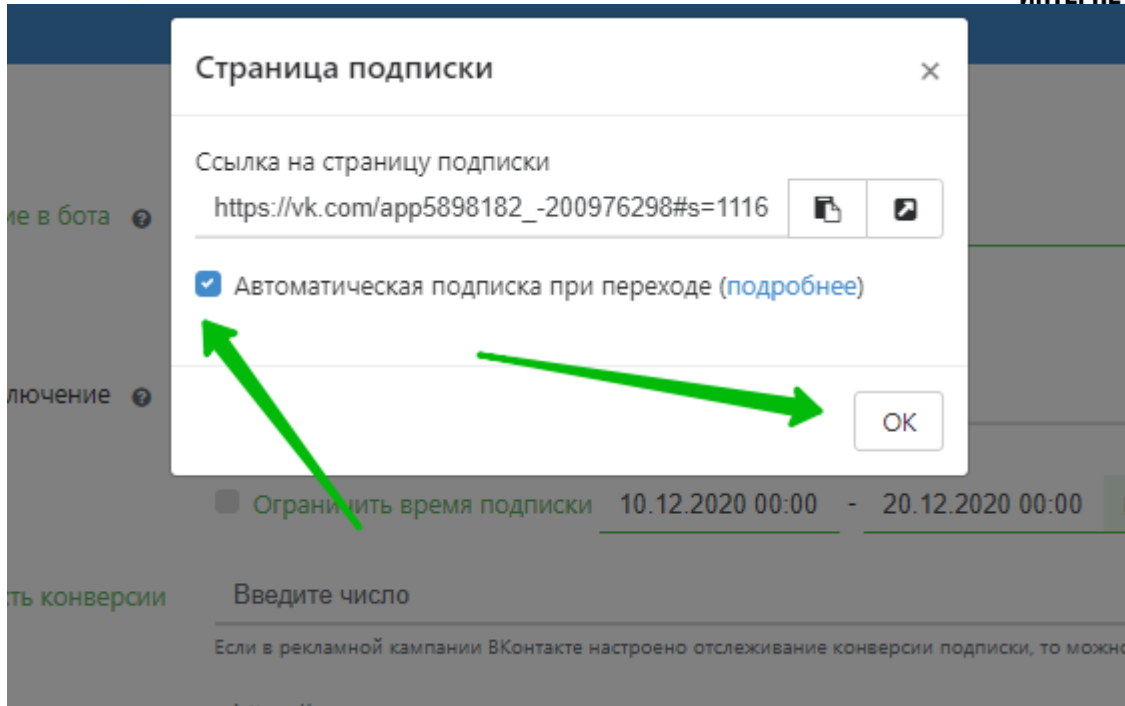 Страница подписки
×
Ссылка на страницу подписки
https://vk.com/app5898182_-200976298#s=1116
ие в бота
Автоматическая подписка при переходе (подробнее)
лючение
OK
Ограничить время подписки 10.12.2020 00:00 - 20.12.2020 00:00
ть конверсии Введите число
Если в рекламной кампании ВКонтакте настроено отслеживание конверсии подписки, то можно